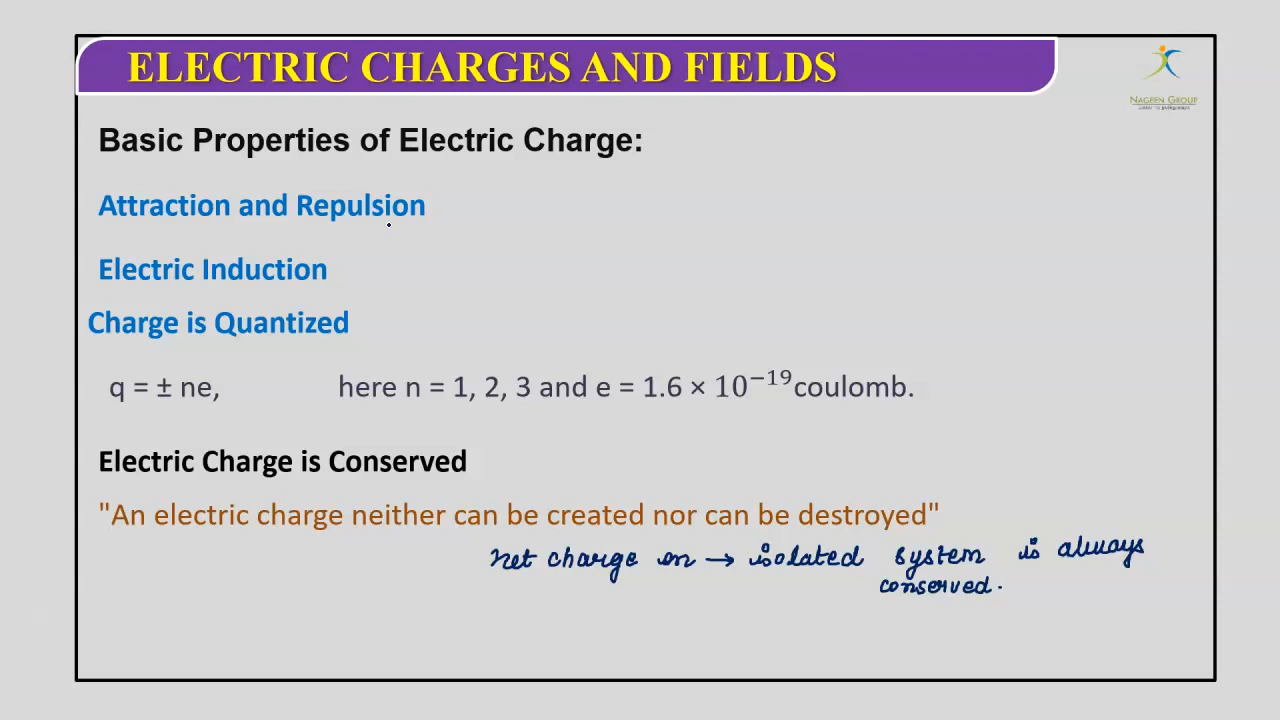 ELECTRIC CHARGES AND FIELDS
NAGEEN GROUP
Basic Properties of Electric Charge:
Attraction and Repulsion
Electric Induction
Charge is Quantized
q = ± ne, here n = 1, 2, 3 and e = 1.6 × 10⁻¹⁹coulomb.
Electric Charge is Conserved
"An electric charge neither can be created nor can be destroyed"
Net charge on → isolated system is always
conserved.